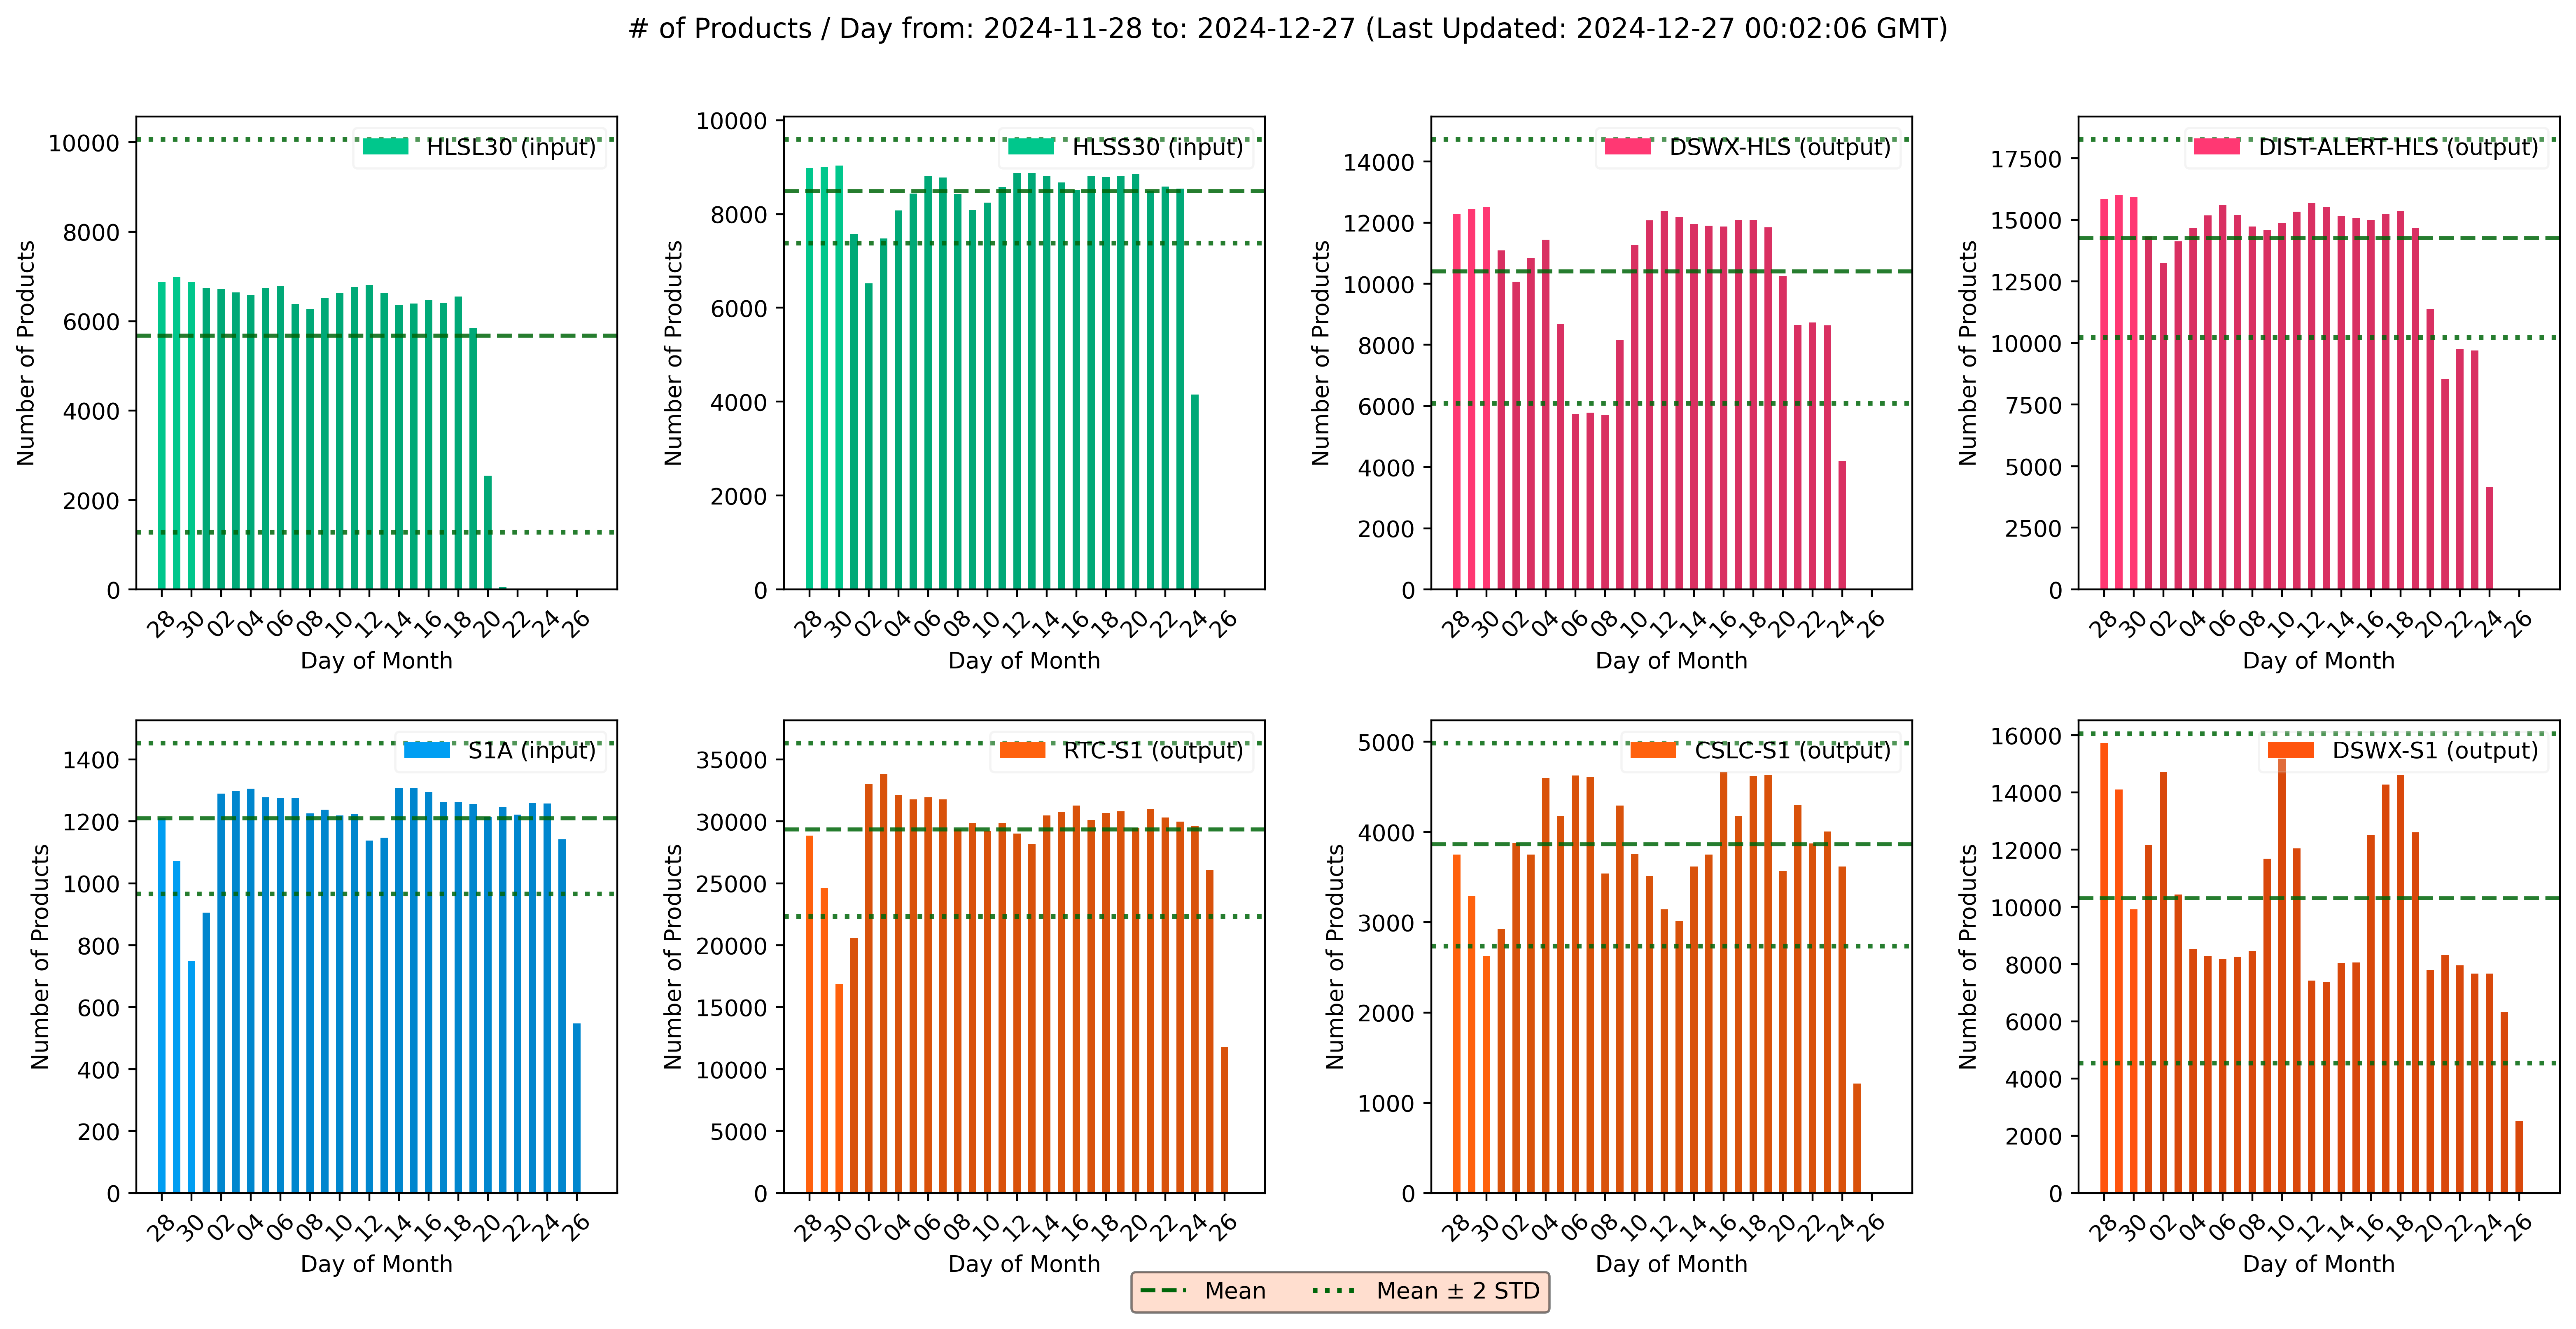 # of Products / Day from: 2024-11-28 to: 2024-12-27 (Last Updated: 2024-12-27 00:02:06 GMT)
HLSL30 (input)
Number of Products
10000
8000
6000
4000
2000
0
28 30 02 04 06 08 10 12 14 16 18 20 22 24 26
Day of Month
HLSS30 (input)
Number of Products
10000
8000
6000
4000
2000
0
28 30 02 04 06 08 10 12 14 16 18 20 22 24 26
Day of Month
DSWX-HLS (output)
Number of Products
14000
12000
10000
8000
6000
4000
2000
0
28 30 02 04 06 08 10 12 14 16 18 20 22 24 26
Day of Month
DIST-ALERT-HLS (output)
Number of Products
17500
15000
12500
10000
7500
5000
2500
0
28 30 02 04 06 08 10 12 14 16 18 20 22 24 26
Day of Month
S1A (input)
Number of Products
1400
1200
1000
800
600
400
200
0
28 30 02 04 06 08 10 12 14 16 18 20 22 24 26
Day of Month
RTC-S1 (output)
Number of Products
35000
30000
25000
20000
15000
10000
5000
0
28 30 02 04 06 08 10 12 14 16 18 20 22 24 26
Day of Month
CSLC-S1 (output)
Number of Products
5000
4000
3000
2000
1000
0
28 30 02 04 06 08 10 12 14 16 18 20 22 24 26
Day of Month
DSWX-S1 (output)
Number of Products
16000
14000
12000
10000
8000
6000
4000
2000
0
28 30 02 04 06 08 10 12 14 16 18 20 22 24 26
Day of Month
Mean
Mean ± 2 STD